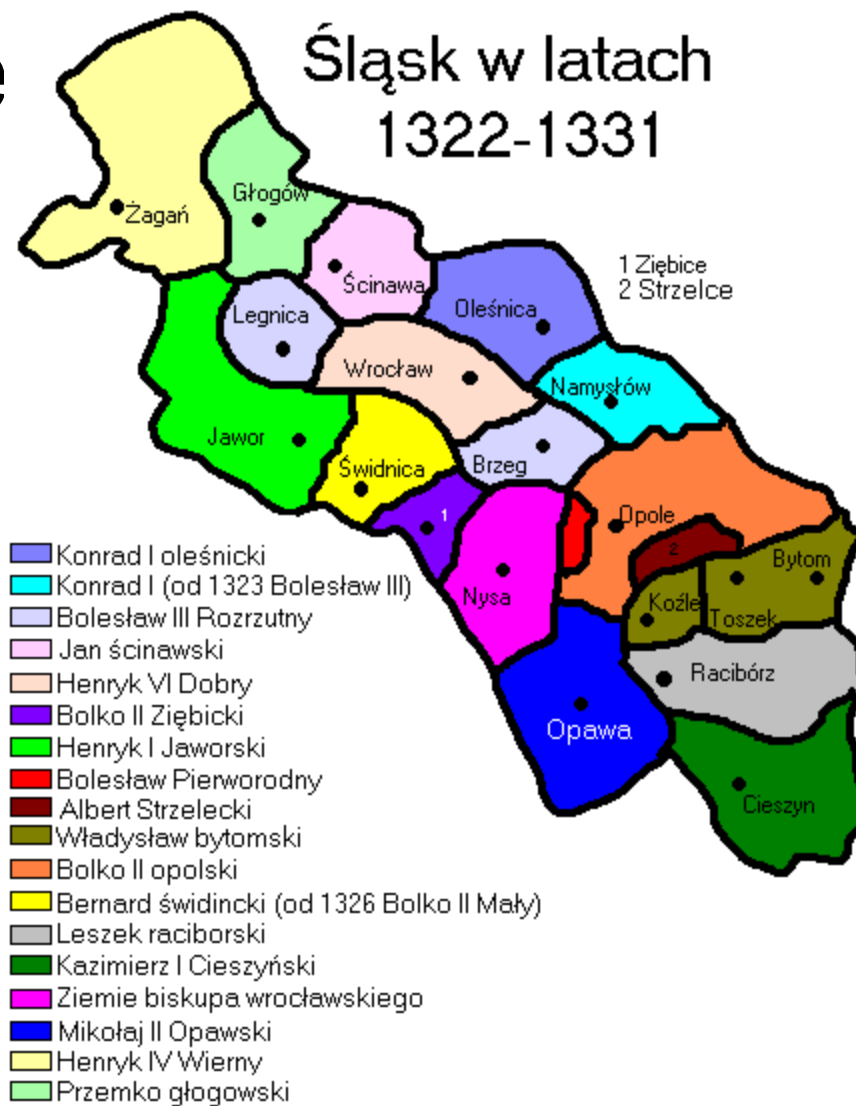 e
Śląsk w latach
1322-1331
Głogów
Żagań
Ścinawa
1 Ziębice
2 Strzelce
Legnica
Oleśnica
Wrocław
Namysłów
Jawor
Świdnica
Brzeg
1
Opole
2
Bytom
Nysa
Koźle
Toszek
Racibórz
Opawa
Cieszyn
Konrad I oleśnicki
Konrad I (od 1323 Bolesław III)
Bolesław III Rozrzutny
Jan ścinawski
Henryk VI Dobry
Bolko II Ziębicki
Henryk I Jaworski
Bolesław Pierworodny
Albert Strzelecki
Władysław bytomski
Bolko II opolski
Bernard świdincki (od 1326 Bolko II Mały)
Leszek raciborski
Kazimierz I Cieszyński
Ziemie biskupa wrocławskiego
Mikołaj II Opawski
Henryk IV Wierny
Przemko głogowski